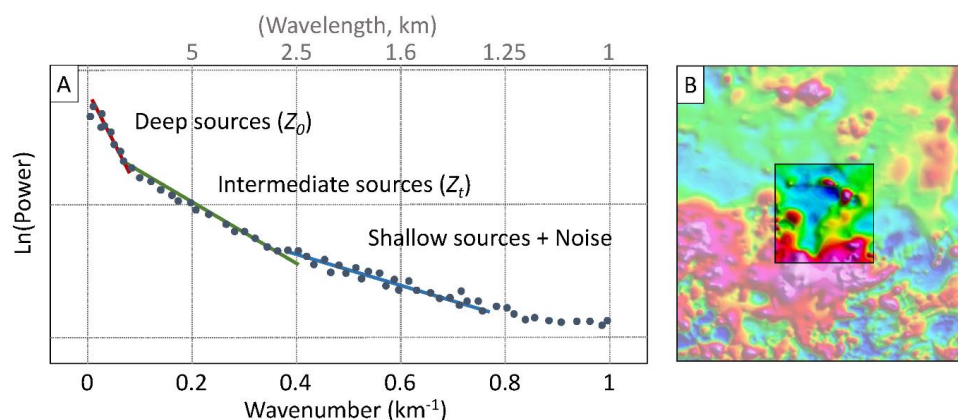 (Wavelength, km)
5 2.5 1.6 1.25 1
A
B
Deep sources (Z0)
Intermediate sources (Zt)
Shallow sources + Noise
Ln(Power)
0 0.2 0.4 0.6 0.8 1
Wavenumber (km-1)